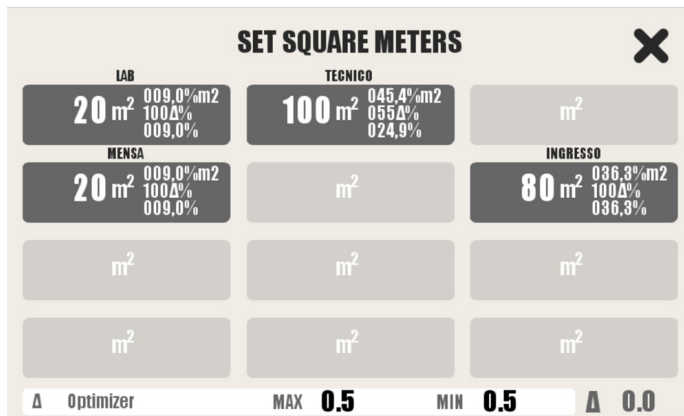 SET SQUARE METERS
LAB
20 m² 009,0%m2
100Δ%
009,0%
TECNICO
100 m² 045,4%m2
055Δ%
024,9%
m²
MENSA
20 m² 009,0%m2
100Δ%
009,0%
m²
INGRESSO
80 m² 036,3%m2
100Δ%
036,3%
m²
m²
m²
m²
m²
m²
Δ Optimizer MAX 0.5 MIN 0.5 Δ 0.0